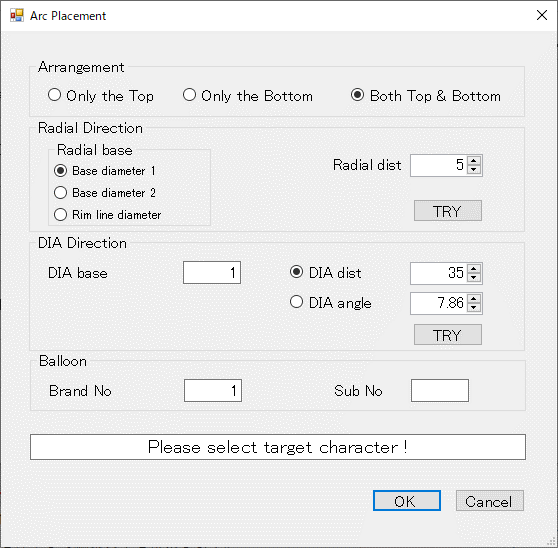 Arc Placement
Arrangement
Only the Top Only the Bottom Both Top & Bottom
Radial Direction
Radial base
Base diameter 1
Base diameter 2
Rim line diameter
Radial dist 5
TRY
DIA Direction
DIA base 1 DIA dist 35
DIA angle 7.86
TRY
Balloon
Brand No 1 Sub No
Please select target character !
OK Cancel